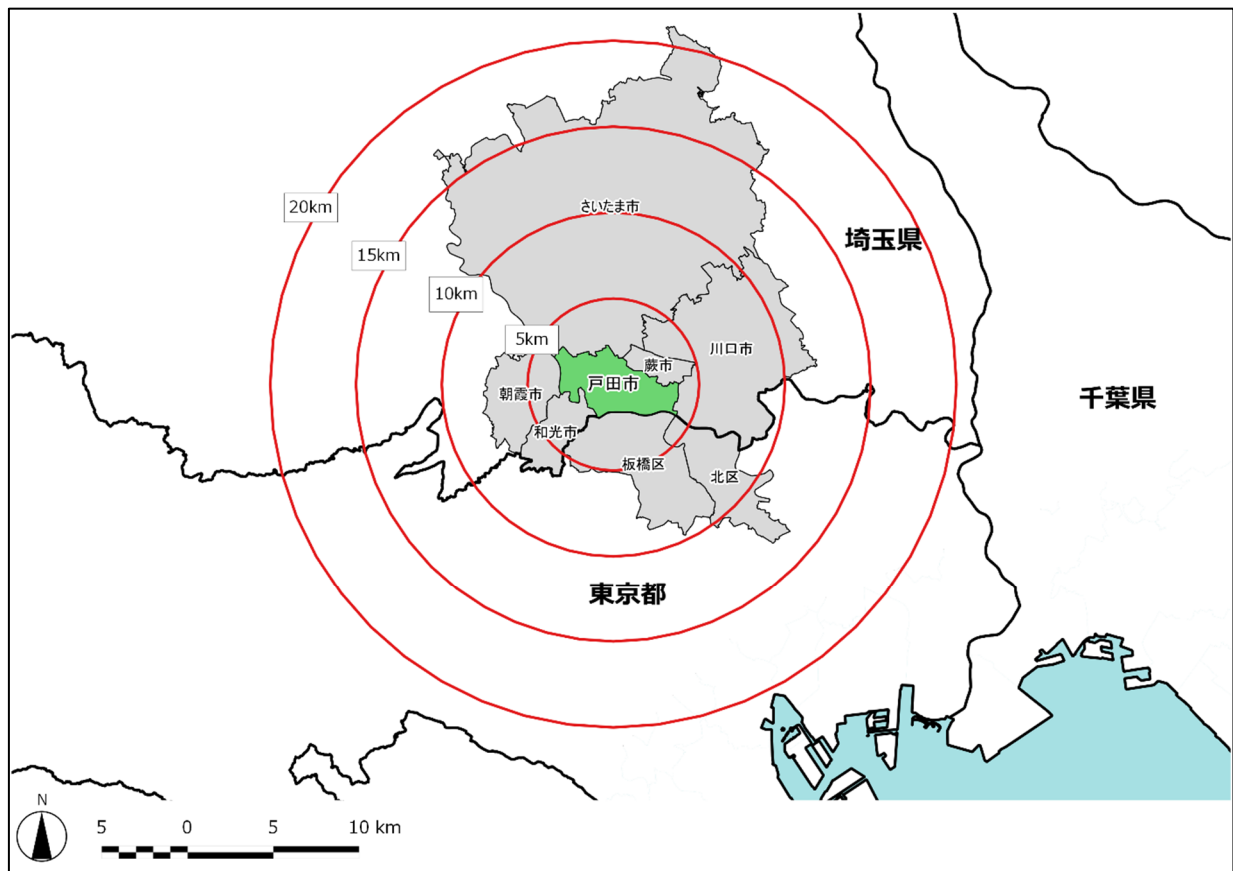 20km
さいたま市
埼玉県
15km
10km
5km
川口市
蕨市
戸田市
朝霞市
千葉県
和光市
板橋区
北区
東京都
N
5 0 5 10 km